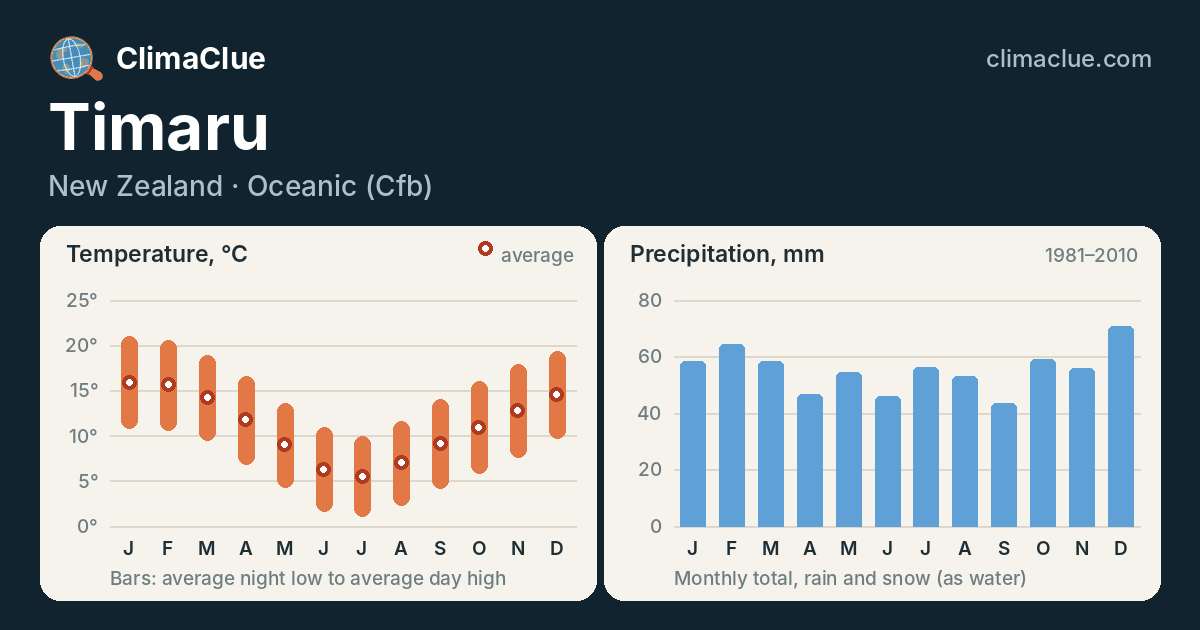 ClimaClue
climaclue.com
Timaru
New Zealand · Oceanic (Cfb)
Temperature, °C
average
25°
20°
15°
10°
5°
0°
J F M A M J J A S O N D
Bars: average night low to average day high
Precipitation, mm
1981–2010
80
60
40
20
0
J F M A M J J A S O N D
Monthly total, rain and snow (as water)